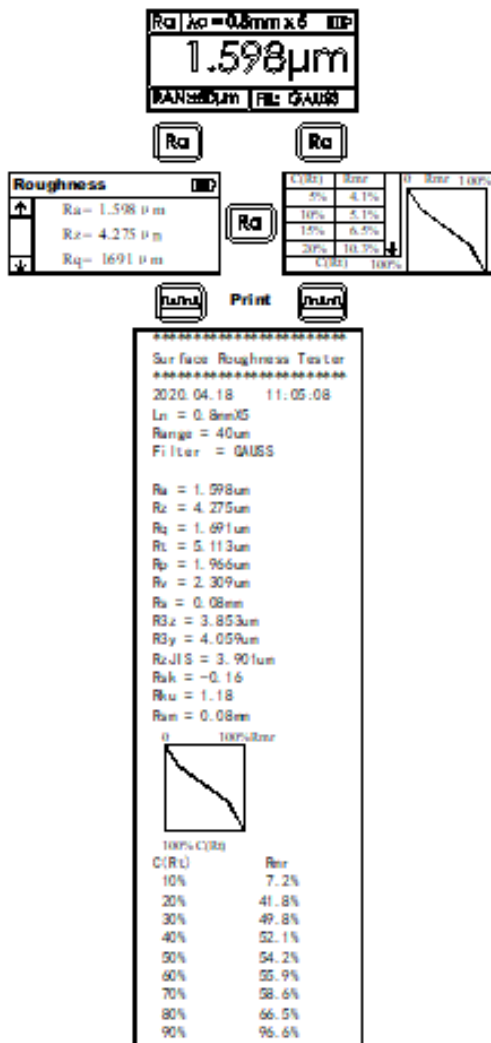 Ra λc=0.8mm x 5
1.598μm
RAN:±80μm FIL: GAUSS
Ra
Ra
Roughness
Ra= 1.598 μm
Rz= 4.275 μm
Rq= 1691 μm
Ra
C(Rt) Rmr 0 Rmr 100%
5% 4.1%
10% 5.1%
15% 6.5%
20% 10.3%
C(Rt) 100%
Print
************************
Surface Roughness Tester
************************
2020.04.18 11:05:08
Ln = 0.8mmX5
Range = 40um
Filter = GAUSS
Ra = 1.598um
Rz = 4.275um
Rq = 1.691um
Rt = 5.113um
Rp = 1.966um
Rv = 2.309um
Rs = 0.08mm
R3z = 3.853um
R3y = 4.059um
RzJIS = 3.901um
Rsk = -0.16
Rku = 1.18
Rsm = 0.08mm
0 100%Rmr
100% C(Rt)
C(Rt) Rmr
10% 7.2%
20% 41.8%
30% 49.8%
40% 52.1%
50% 54.2%
60% 55.9%
70% 58.6%
80% 66.5%
90% 96.6%